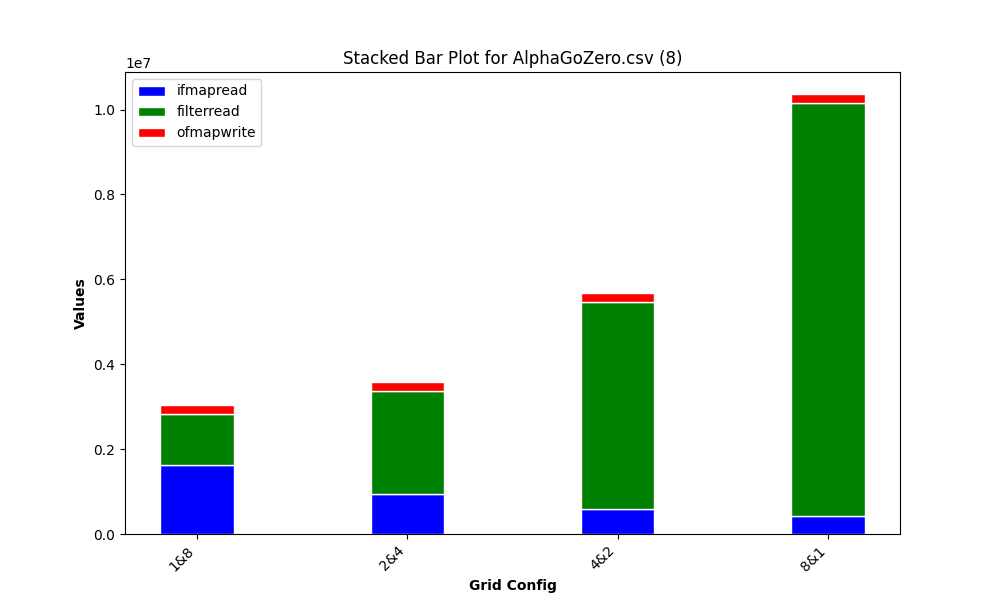 Stacked Bar Plot for AlphaGoZero.csv (8)
1e7
ifmapread
filterread
ofmapwrite
1.0
0.8
0.6
0.4
0.2
0.0
Values
1&8
2&4
4&2
8&1
Grid Config